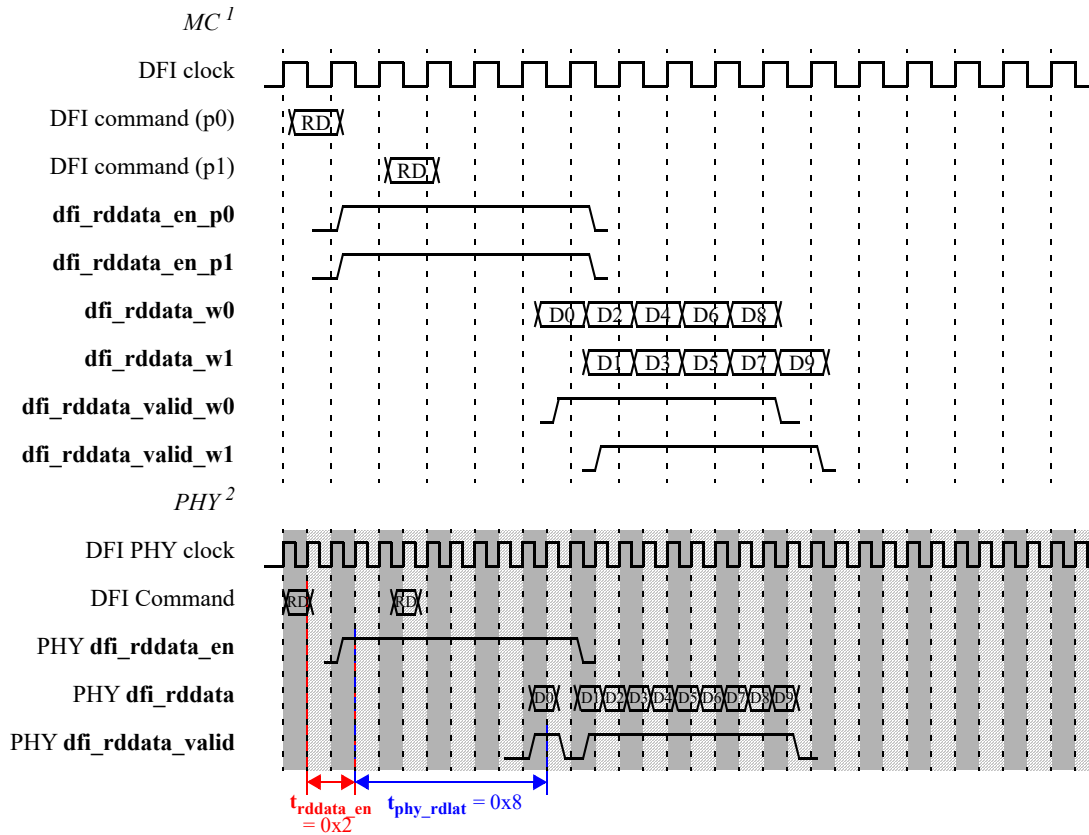 MC 1
DFI clock
DFI command (p0)
RD
DFI command (p1)
RD
dfi_rddata_en_p0
dfi_rddata_en_p1
dfi_rddata_w0
D0 D2 D4 D6 D8
dfi_rddata_w1
D1 D3 D5 D7 D9
dfi_rddata_valid_w0
dfi_rddata_valid_w1
PHY 2
DFI PHY clock
DFI Command
RD RD
PHY dfi_rddata_en
PHY dfi_rddata
D0 D1 D2 D3 D4 D5 D6 D7 D8 D9
PHY dfi_rddata_valid
trddata_en = 0x2
tphy_rdlat = 0x8